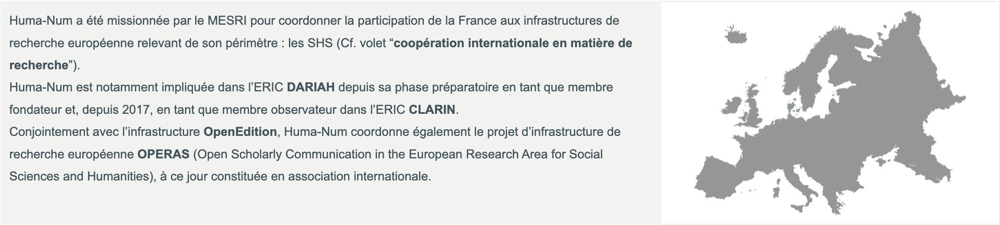 Huma-Num a été missionnée par le MESRI pour coordonner la participation de la France aux infrastructures de
recherche européenne relevant de son périmètre : les SHS (Cf. volet “coopération internationale en matière de
recherche”).
Huma-Num est notamment impliquée dans l’ERIC DARIAH depuis sa phase préparatoire en tant que membre
fondateur et, depuis 2017, en tant que membre observateur dans l’ERIC CLARIN.
Conjointement avec l’infrastructure OpenEdition, Huma-Num coordonne également le projet d’infrastructure de
recherche européenne OPERAS (Open Scholarly Communication in the European Research Area for Social
Sciences and Humanities), à ce jour constituée en association internationale.